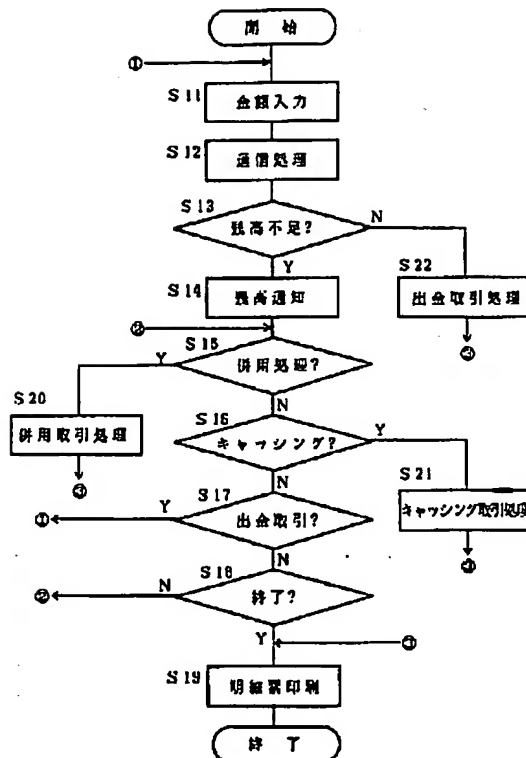 開始
①
S11
金額入力
S12
通信処理
S13
残高不足?
N
Y
S22
出金取引処理
③
S14
残高通知
②
S15
併用処理?
Y
N
S20
併用取引処理
③
S16
キャッシング?
Y
N
S21
キャッシング取引処理
S17
出金取引?
Y
①
N
S18
終了?
N
②
Y
③
S19
明細票印刷
終了